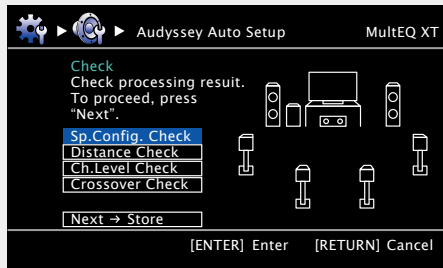 ▶ ▶ Audyssey Auto Setup MultEQ XT
Check
Check processing resuit.
To proceed, press
“Next”.
Sp.Config. Check
Distance Check
Ch.Level Check
Crossover Check
Next → Store
[ENTER] Enter [RETURN] Cancel